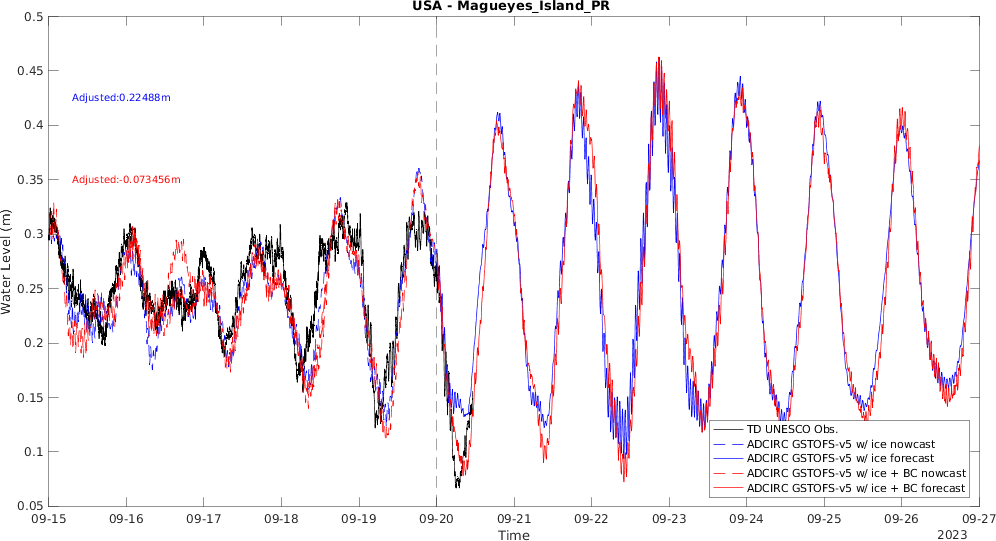 USA - Magueyes_Island_PR
0.5
0.45
0.4
0.35
0.3
0.25
0.2
0.15
0.1
0.05
Water Level (m)
Adjusted:0.22488m
Adjusted:-0.073456m
TD UNESCO Obs.
ADCIRC GSTOFS-v5 w/ ice nowcast
ADCIRC GSTOFS-v5 w/ ice forecast
ADCIRC GSTOFS-v5 w/ ice + BC nowcast
ADCIRC GSTOFS-v5 w/ ice + BC forecast
09-15 09-16 09-17 09-18 09-19 09-20 09-21 09-22 09-23 09-24 09-25 09-26 09-27
Time
2023